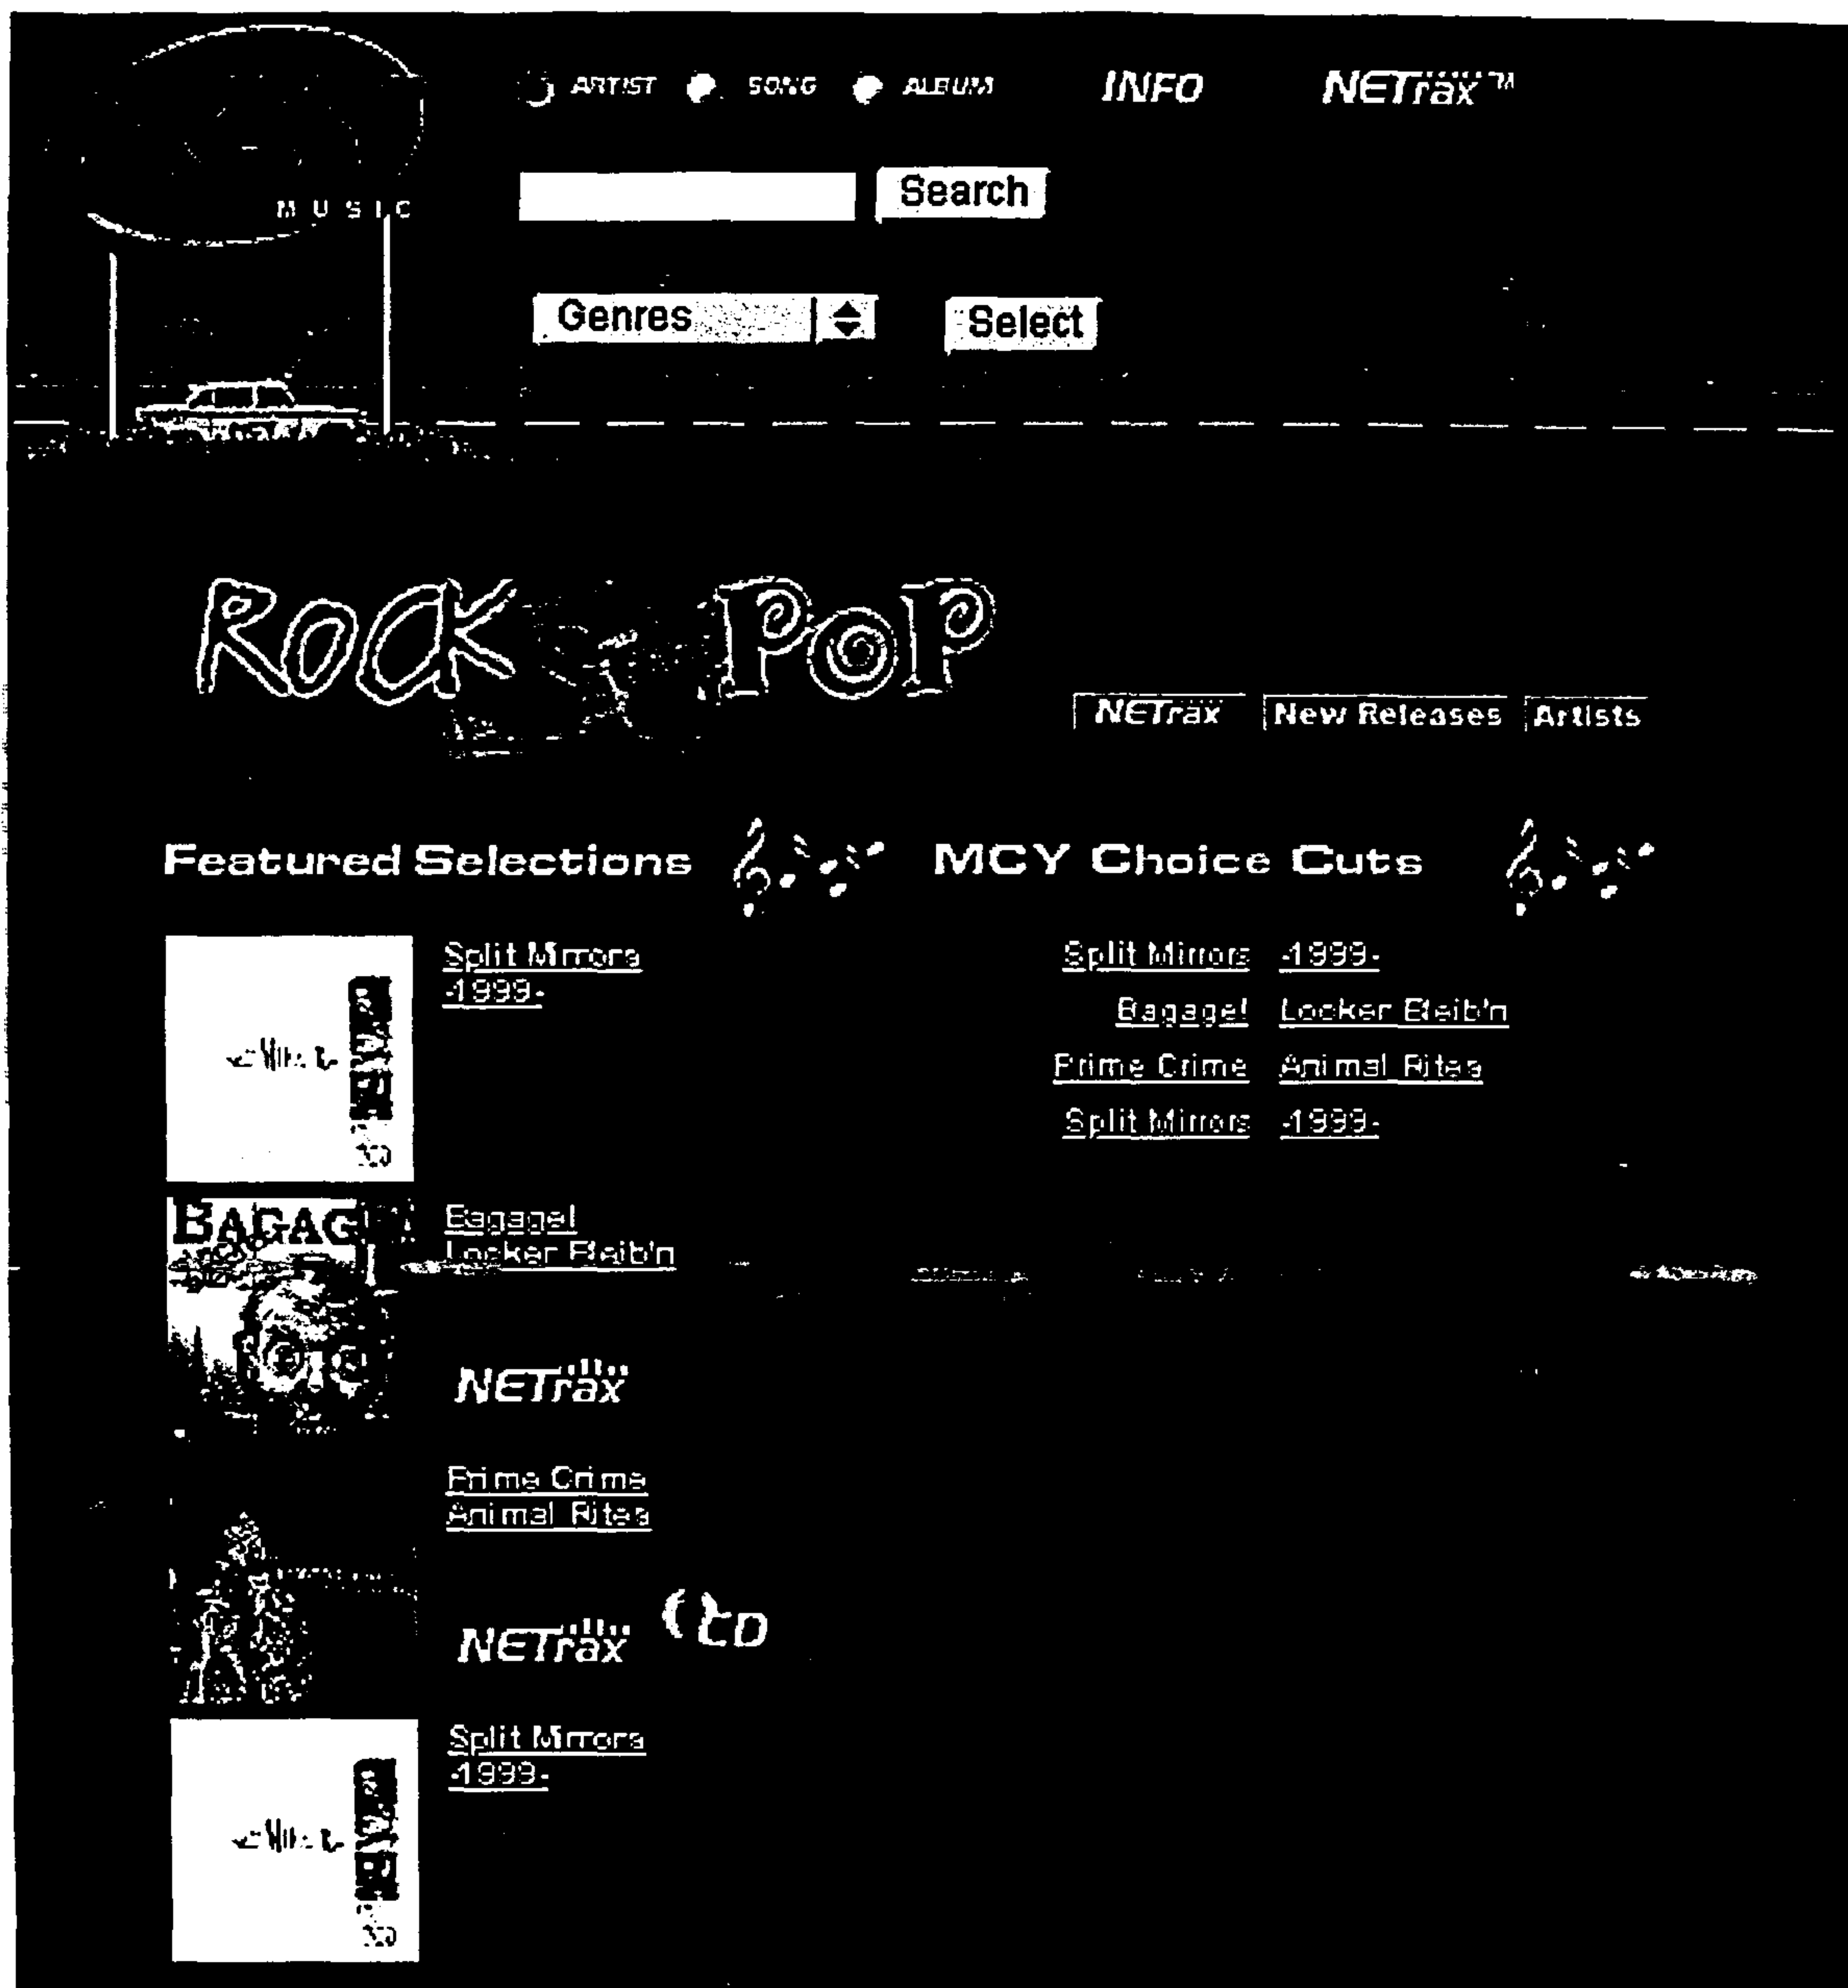 ARTIST SONG ALBUM INFO NETrax™
MUSIC
Search
Genres Select
ROCK POP
NETrax New Releases Artists
Featured Selections MCY Choice Cuts
Split Mirrors
-1999-
Split Mirrors -1999-
Bagage! Locker Bleib'n
Prime Crime Animal Rites
Split Mirrors -1999-
BAGAGE
Bagage!
Locker Bleib'n
NETrax
Prime Crime
Animal Rites
NETrax CD
Split Mirrors
-1999-